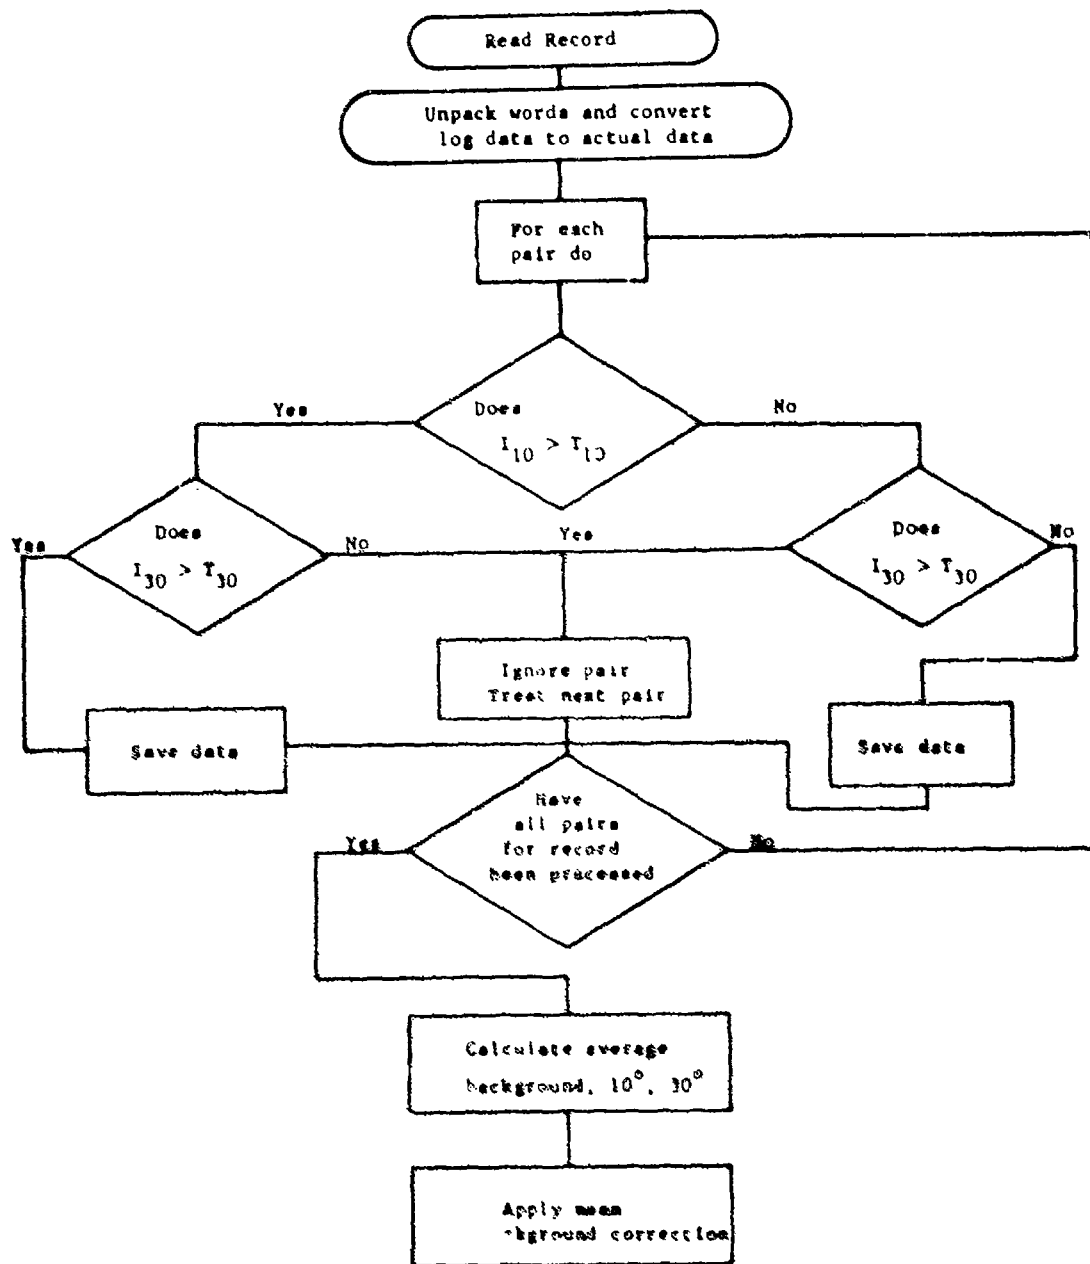 Read Record
Unpack words and convert
log data to actual data
For each
pair do
Yes
Does
I10 > T10
No
Yes
Does
I30 > T30
No
Yes
Does
I30 > T30
No
Ignore pair
Treat next pair
Save data
Save data
Have
all pairs
for record
been processed
Yes
No
Calculate average
background, 10°, 30°
Apply mean
correction